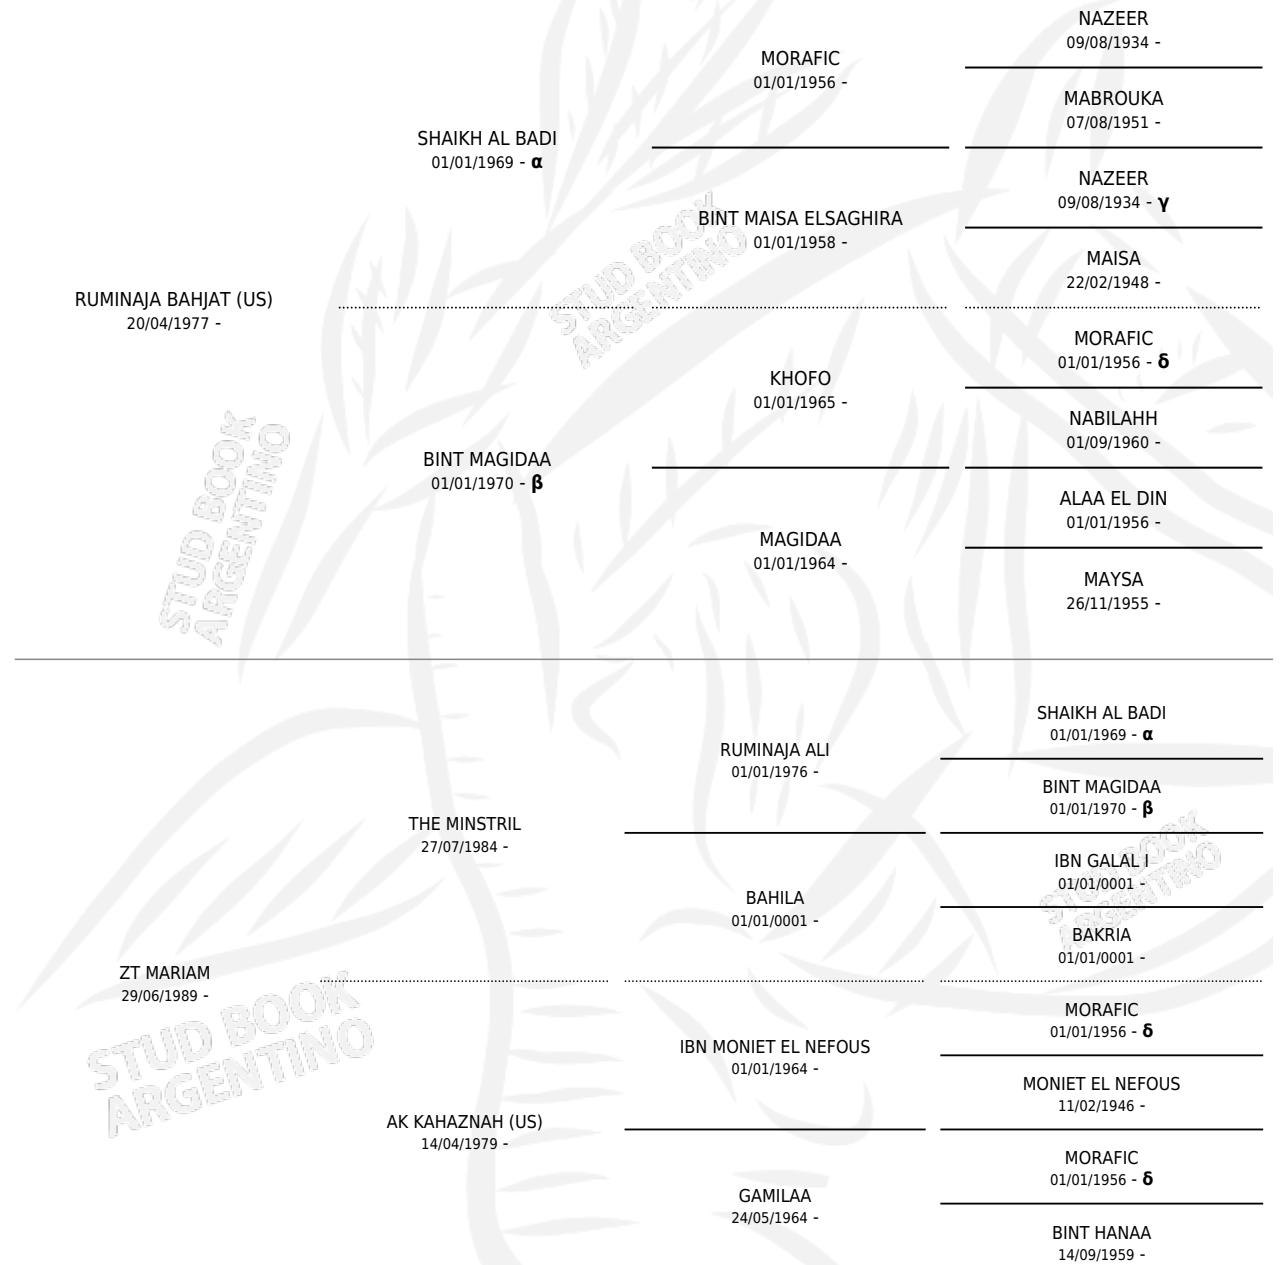 NAZEER
09/08/1934 -
MORAFIC
01/01/1956 -
MABROUKA
07/08/1951 -
SHAIKH AL BADI
01/01/1969 - α
NAZEER
09/08/1934 - γ
BINT MAISA ELSAGHIRA
01/01/1958 -
MAISA
22/02/1948 -
RUMINAJA BAHJAT (US)
20/04/1977 -
MORAFIC
01/01/1956 - δ
KHOFO
01/01/1965 -
NABILAHH
01/09/1960 -
BINT MAGIDAA
01/01/1970 - β
ALAA EL DIN
01/01/1956 -
MAGIDAA
01/01/1964 -
MAYSA
26/11/1955 -
SHAIKH AL BADI
01/01/1969 - α
RUMINAJA ALI
01/01/1976 -
BINT MAGIDAA
01/01/1970 - β
THE MINSTRIL
27/07/1984 -
IBN GALAL I
01/01/0001 -
BAHILA
01/01/0001 -
BAKRIA
01/01/0001 -
ZT MARIAM
29/06/1989 -
MORAFIC
01/01/1956 - δ
IBN MONIET EL NEFOUS
01/01/1964 -
MONIET EL NEFOUS
11/02/1946 -
AK KAHAZNAH (US)
14/04/1979 -
MORAFIC
01/01/1956 - δ
GAMILAA
24/05/1964 -
BINT HANAA
14/09/1959 -
STUD BOOK
ARGENTINO
STUD BOOK
ARGENTINO
STUD BOOK
ARGENTINO
STUD BOOK
ARGENTINO